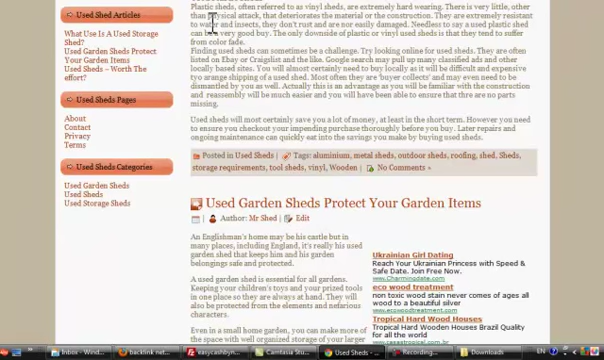 Used Shed Articles
What Use Is A Used Storage
Shed?
Used Garden Sheds Protect
Your Garden Items
Used Sheds – Worth The
effort?
Used Sheds Pages
About
Contact
Privacy
Terms
Used Sheds Categories
Used Garden Sheds
Used Sheds
Used Storage Sheds
Plastic sheds, often referred to as vinyl sheds, are extremely hard wearing. There is very little, other
than physical attack, that deteriorates the material or the construction. They are extremely resistant
to water and insects, they don't rust and are not easily damaged. Needless to say a used plastic shed
can be very good buy. The only downside of plastic or vinyl used sheds is that they tend to suffer
from color fade.
Finding used sheds can sometimes be a challenge. Try looking online for used sheds. They are often
listed on Ebay or Craigslist and the like. Google search may pull up many classified ads and other
locally based sites. You will almost certainly need to buy locally as it will be difficult and expensive
tyo arange shipping of a used shed. Most often they are 'buyer collects' and may even need to be
dismantled by you as well. Actually this is an advantage as you will be familiar with the construction
and reassembly will be much easier and you will have been able to ensure that thre are no parts
missing.
Used sheds will most certainly save you a lot of money, at least in the short term. However you need
to ensure you checkout your impending purchase thoroughly before you buy. Later repairs and
ongoing maintenance can quickly eat into the savings you make by buying used sheds.
Posted in Used Sheds | Tags: aluminium, metal sheds, outdoor sheds, roofing, shed, Sheds,
storage requirements, tool sheds, vinyl, Wooden | No Comments »
Used Garden Sheds Protect Your Garden Items
| Author: Mr Shed | Edit
An Englishman's home may be his castle but in
many places, including England, it's really his used
garden shed that keeps him and his garden
belongings safe and protected.
A used garden shed is essential for all gardens.
Keeping your children's toys and your prized tools
in one place so they are always at hand. They will
also be protected from the elements and nefarious
characters.
Even in a small home garden, you can make more of
the space with well organized storage of your larger
Ukrainian Girl Dating
Reach Your Ukrainian Princess with Speed &
Safe Date. Join Free Now.
www.Charmingdate.com
eco wood treatment
non toxic wood stain never comes of ages all
wood to a beautiful silver
www.ecowoodtreatment.com
Tropical Hard Wood Houses
Tropical Hardern Wooden Houses Brazil Quality
for all the world
www.casastropical.com.br
Inbox - Wind...
backlink net...
easycashbyn...
Camtasia Stud...
Used Sheds - ...
Recording...
Downloads
EN